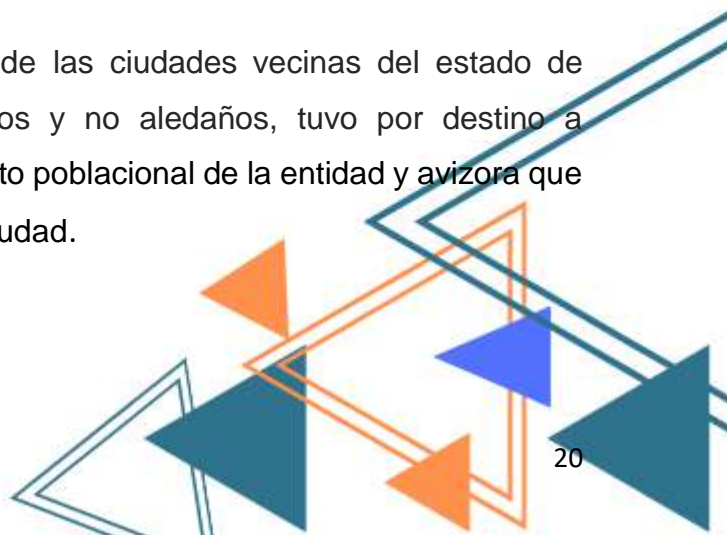 de las ciudades vecinas del estado de
os y no aledaños, tuvo por destino a
to poblacional de la entidad y avizora que
udad.
20